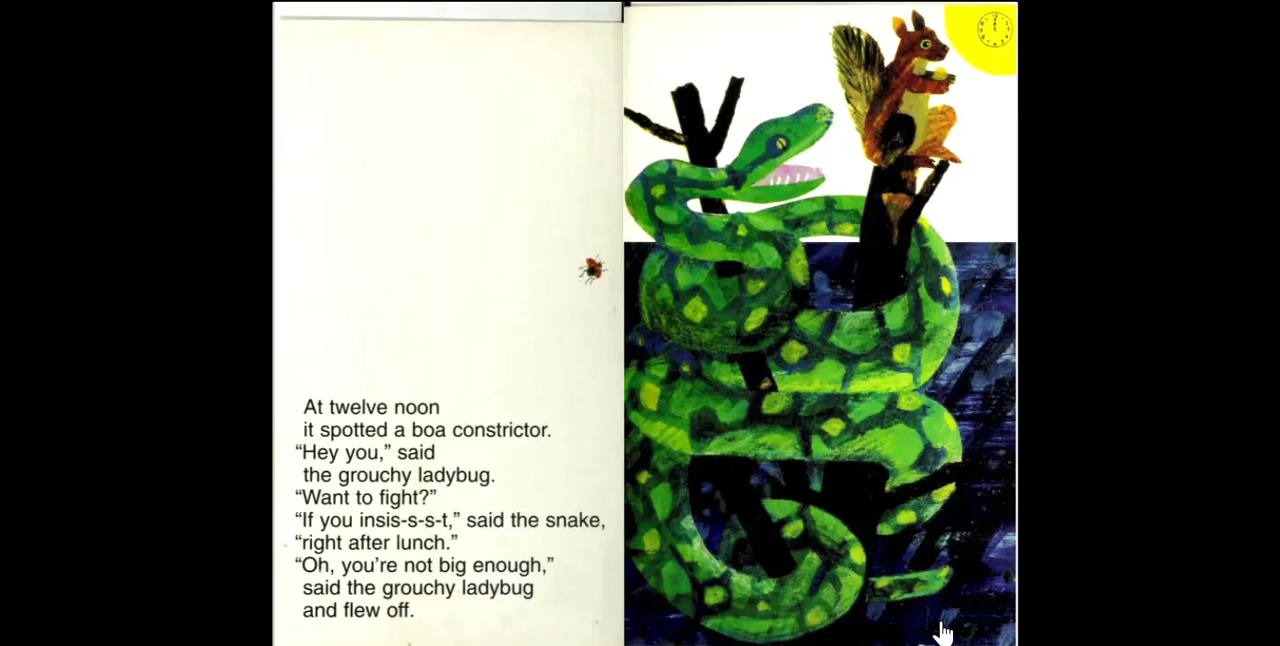 At twelve noon
it spotted a boa constrictor.
“Hey you,” said
the grouchy ladybug.
“Want to fight?”
“If you insis-s-s-t,” said the snake,
“right after lunch.”
“Oh, you’re not big enough,”
said the grouchy ladybug
and flew off.